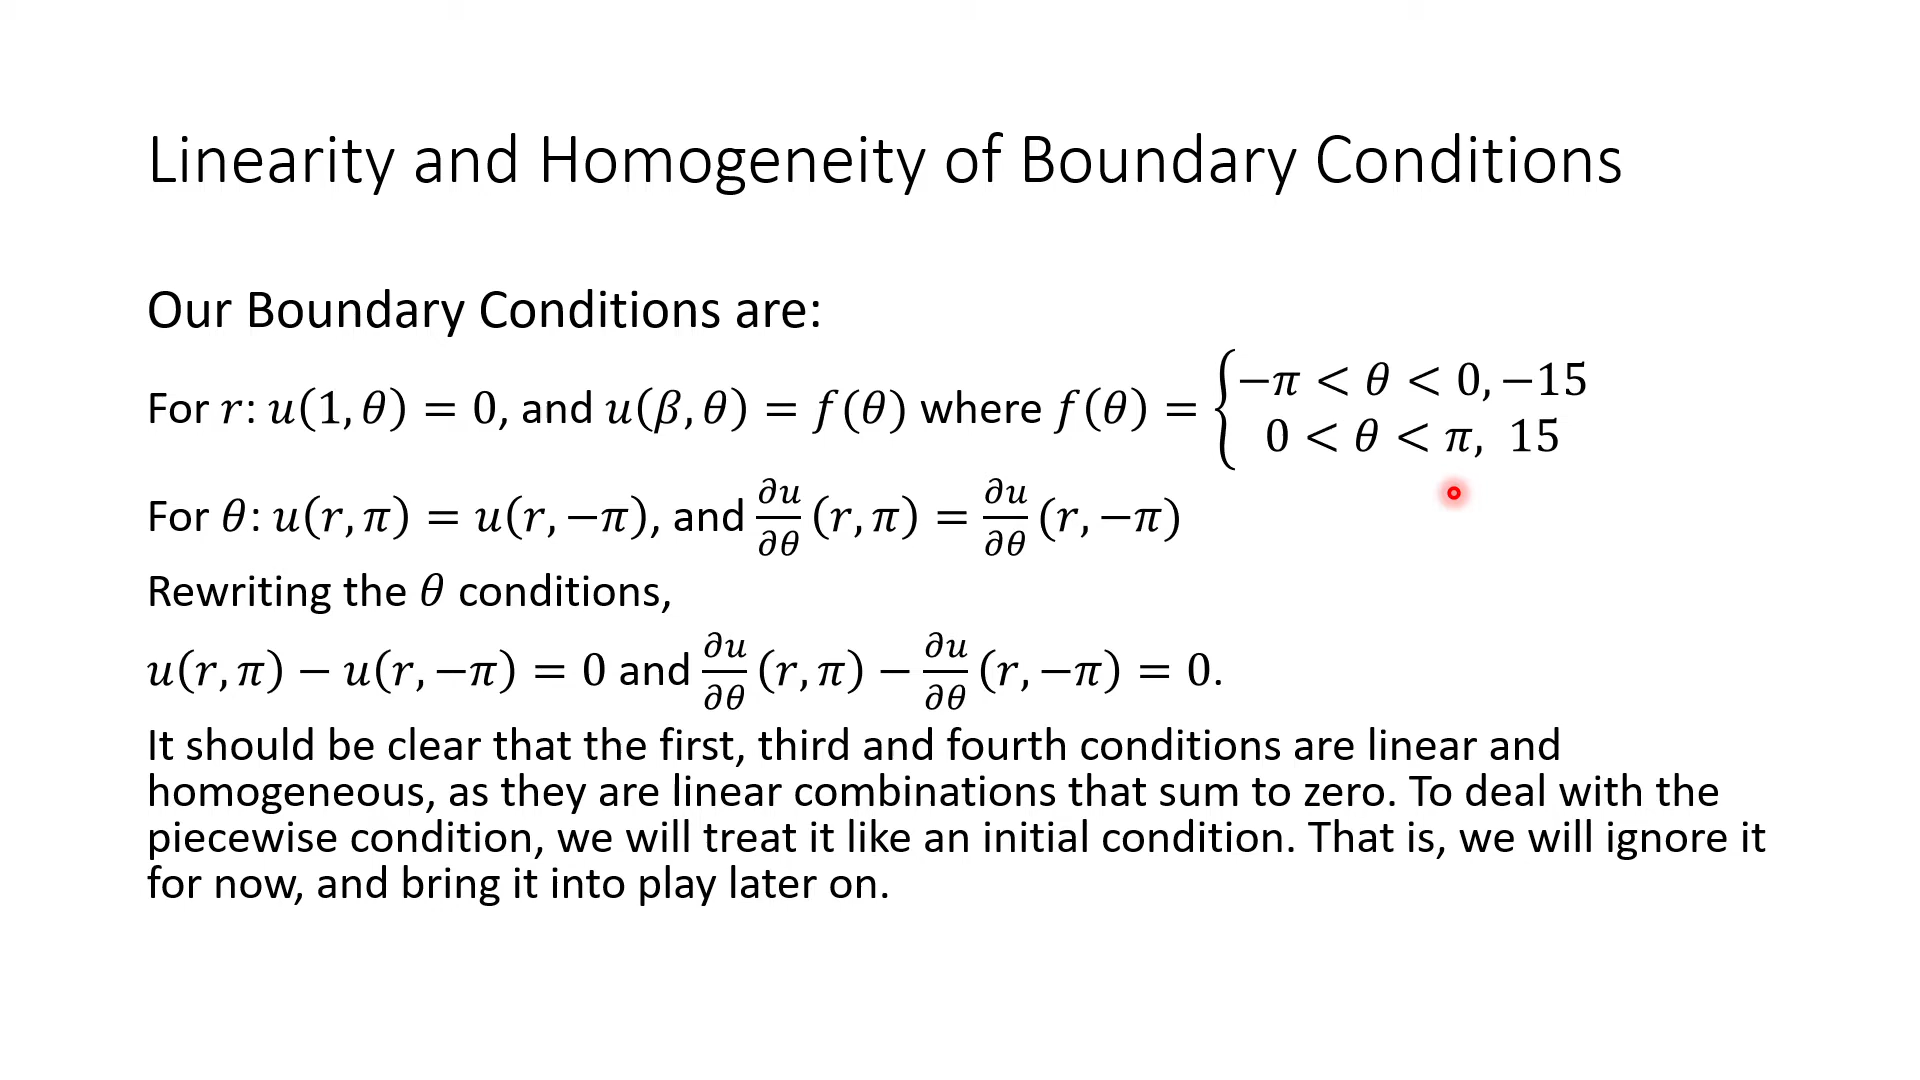 Linearity and Homogeneity of Boundary Conditions
Our Boundary Conditions are:
For 𝑟: 𝑢(1, 𝜃) = 0, and 𝑢(𝛽, 𝜃) = 𝑓(𝜃) where 𝑓(𝜃) = { −𝜋 < 𝜃 < 0, −15
0 < 𝜃 < 𝜋, 15
For 𝜃: 𝑢(𝑟, 𝜋) = 𝑢(𝑟, −𝜋), and ∂𝑢/∂𝜃 (𝑟, 𝜋) = ∂𝑢/∂𝜃 (𝑟, −𝜋)
Rewriting the 𝜃 conditions,
𝑢(𝑟, 𝜋) − 𝑢(𝑟, −𝜋) = 0 and ∂𝑢/∂𝜃 (𝑟, 𝜋) − ∂𝑢/∂𝜃 (𝑟, −𝜋) = 0.
It should be clear that the first, third and fourth conditions are linear and
homogeneous, as they are linear combinations that sum to zero. To deal with the
piecewise condition, we will treat it like an initial condition. That is, we will ignore it
for now, and bring it into play later on.